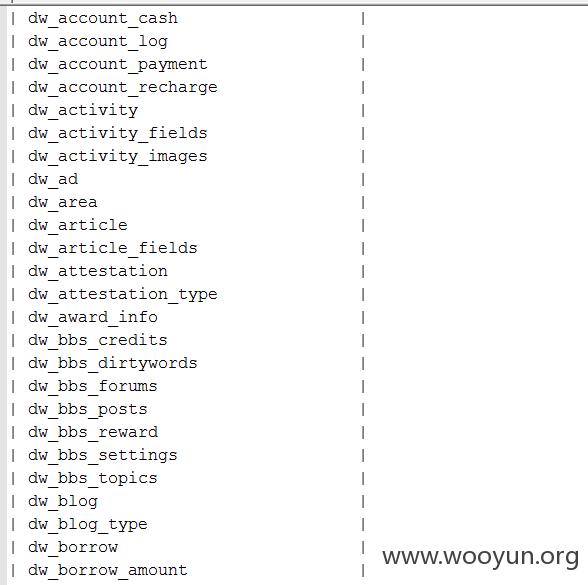 | dw_account_cash |
| dw_account_log |
| dw_account_payment |
| dw_account_recharge |
| dw_activity |
| dw_activity_fields |
| dw_activity_images |
| dw_ad |
| dw_area |
| dw_article |
| dw_article_fields |
| dw_attestation |
| dw_attestation_type |
| dw_award_info |
| dw_bbs_credits |
| dw_bbs_dirtywords |
| dw_bbs_forums |
| dw_bbs_posts |
| dw_bbs_reward |
| dw_bbs_settings |
| dw_bbs_topics |
| dw_blog |
| dw_blog_type |
| dw_borrow |
| dw_borrow_amount |
www.wooyun.org